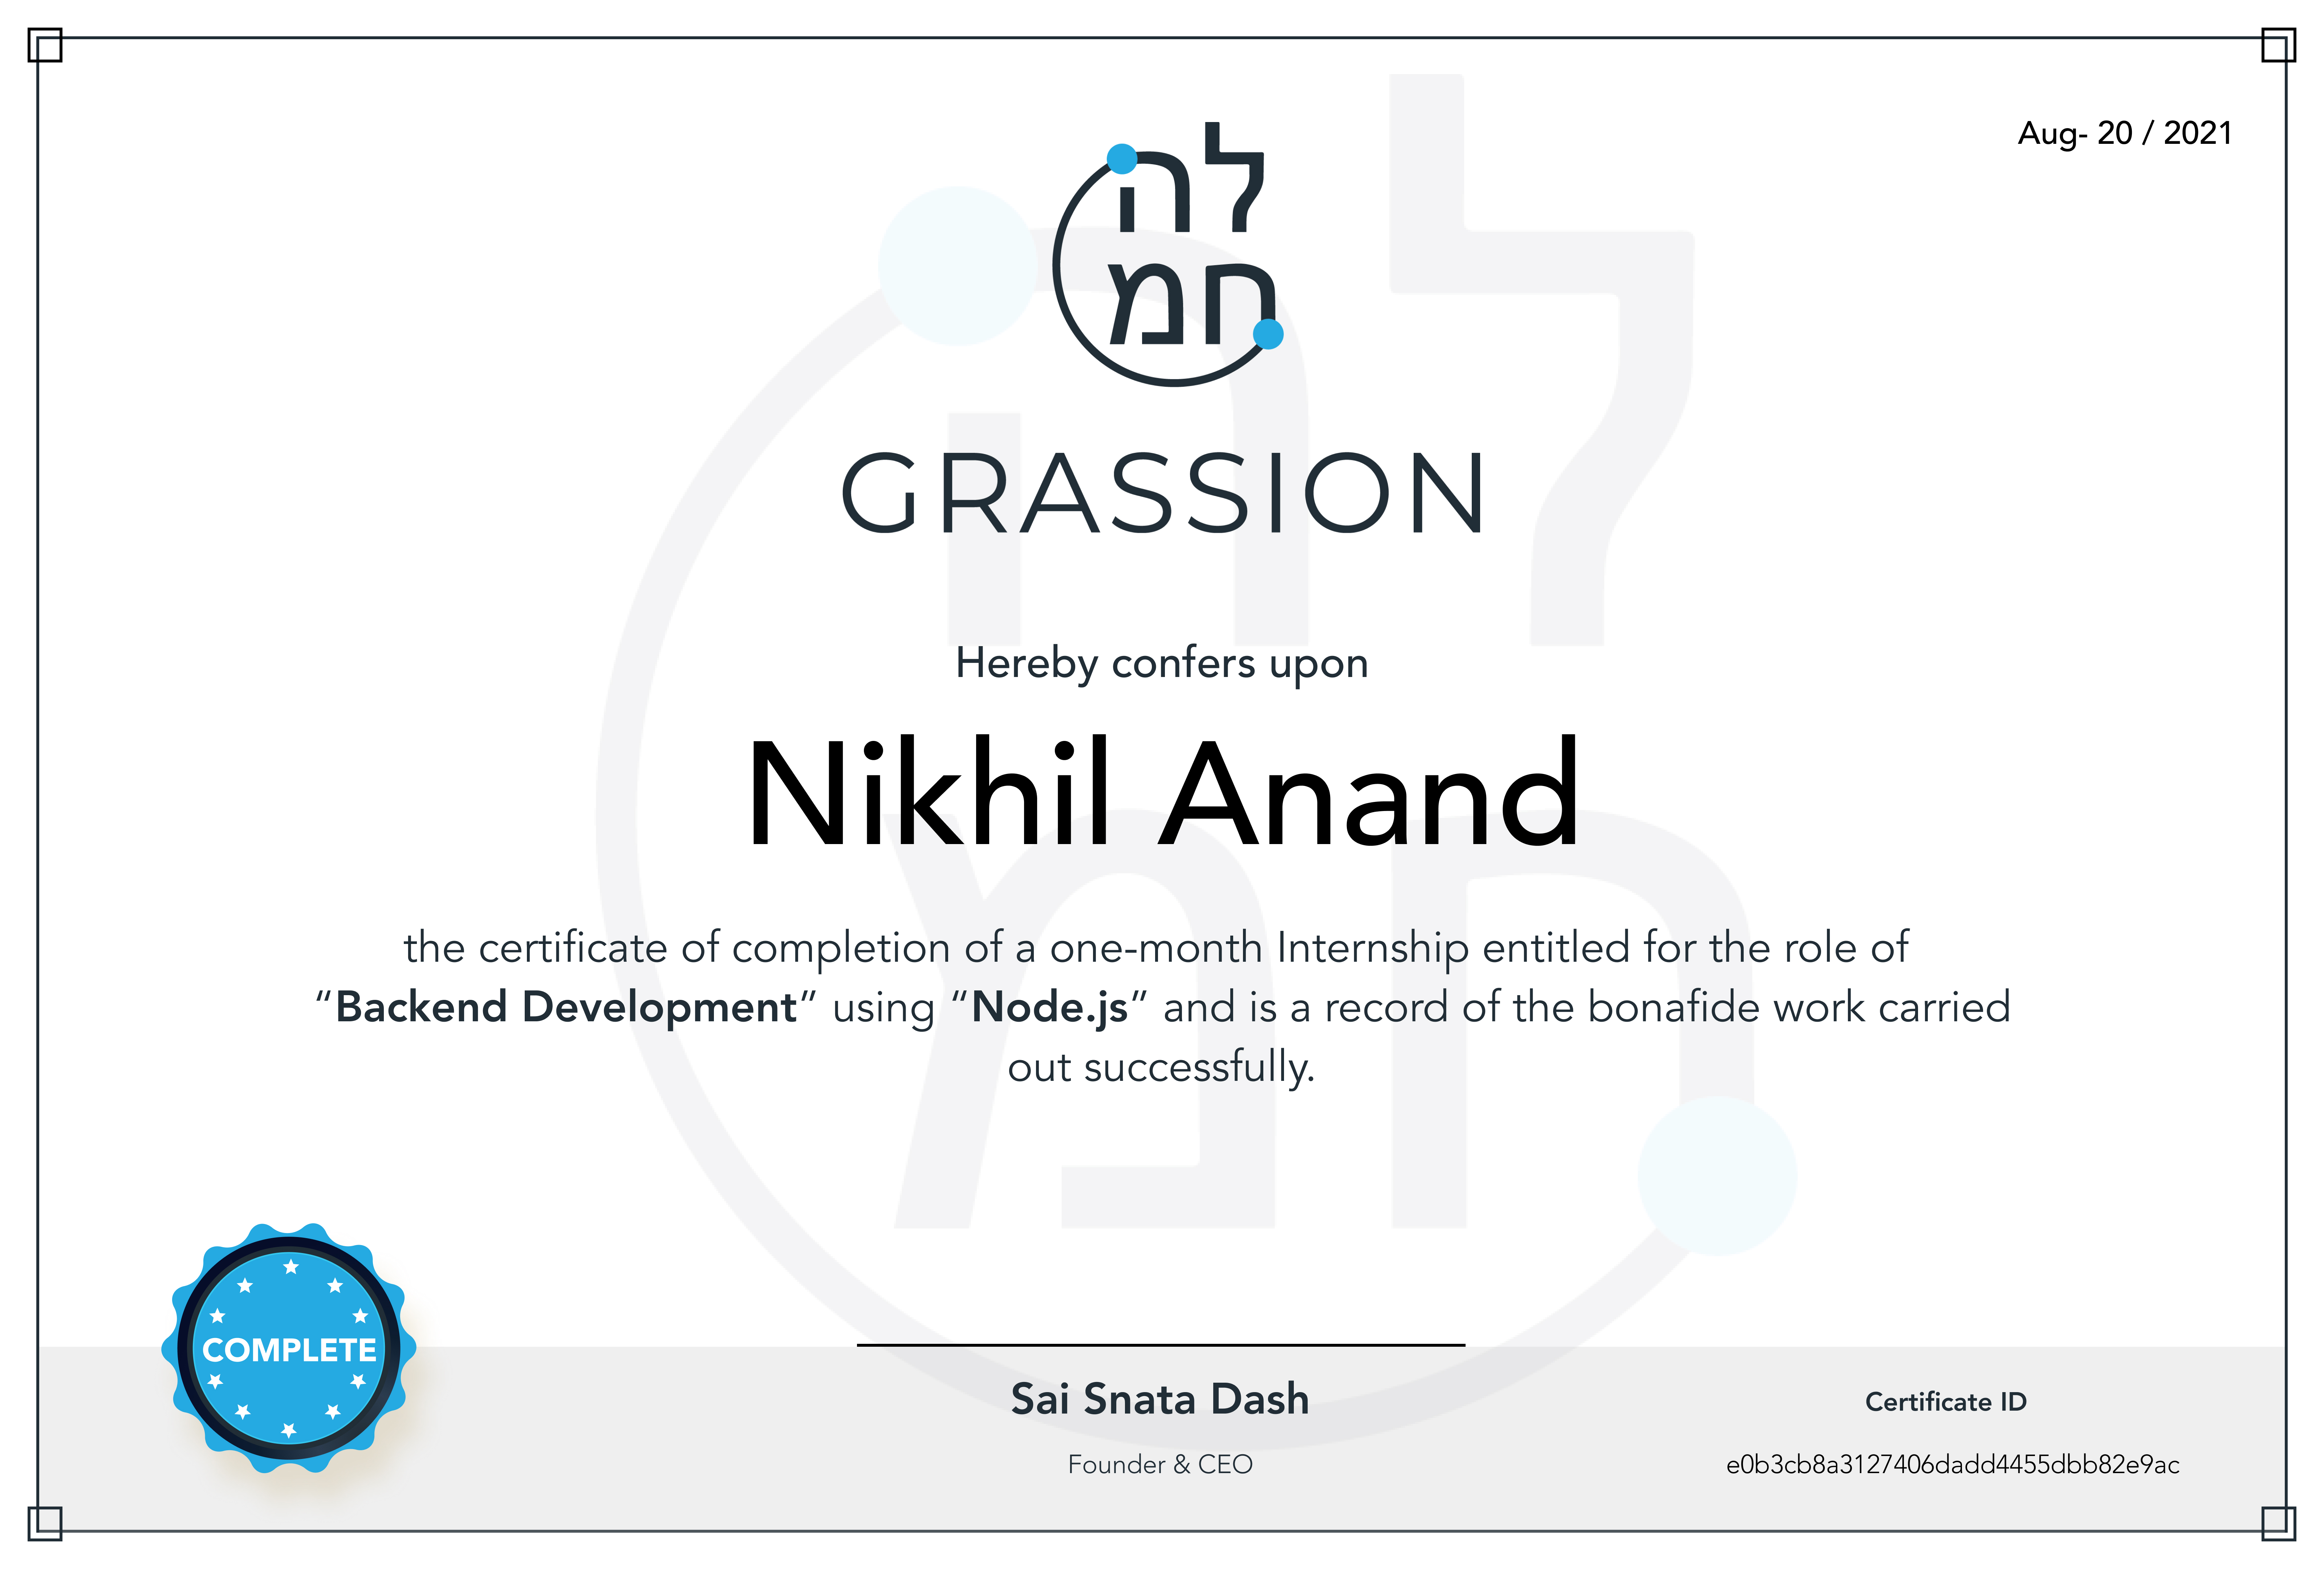 Aug- 20 / 2021
לה
חמ
GRASSION
Hereby confers upon
Nikhil Anand
the certificate of completion of a one-month Internship entitled for the role of
“Backend Development” using “Node.js” and is a record of the bonafide work carried
out successfully.
COMPLETE
Sai Snata Dash
Founder & CEO
Certificate ID
e0b3cb8a3127406dadd4455dbb82e9ac